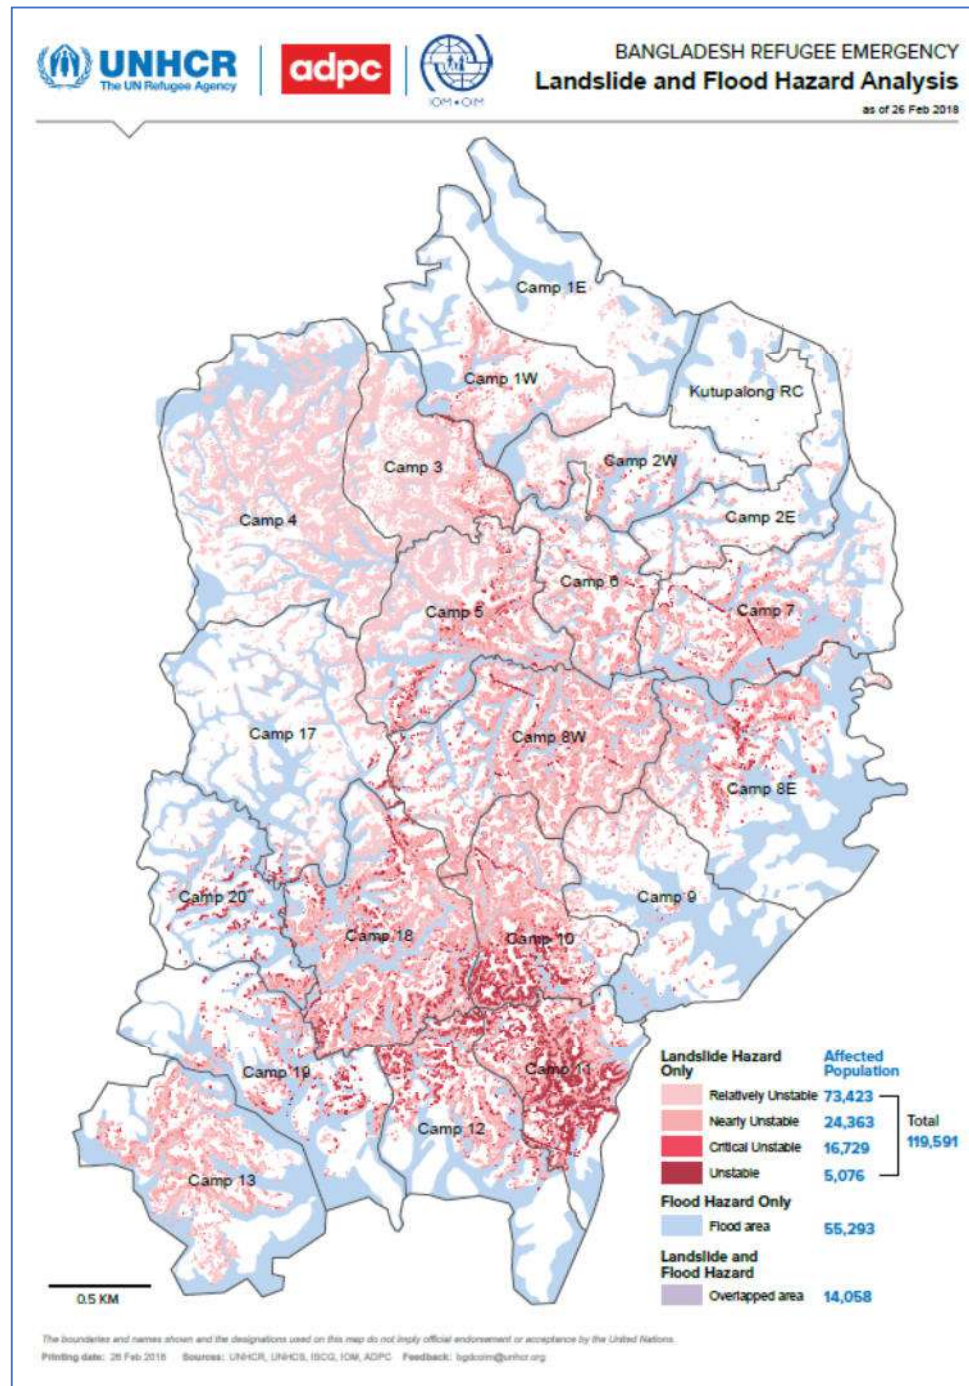 UNHCR
The UN Refugee Agency
adpc
IOM • OIM
BANGLADESH REFUGEE EMERGENCY
Landslide and Flood Hazard Analysis
as of 26 Feb 2018
Camp 1E
Camp 1W
Kutupalong RC
Camp 3
Camp 2W
Camp 4
Camp 2E
Camp 6
Camp 5
Camp 7
Camp 17
Camp 8W
Camp 8E
Camp 20
Camp 9
Camp 18
Camp 10
Camp 19
Camp 11
Camp 12
Camp 13
Landslide Hazard Only
Affected Population
Relatively Unstable 73,423
Nearly Unstable 24,363
Critical Unstable 16,729
Unstable 5,076
Total 119,591
Flood Hazard Only
Flood area 55,293
Landslide and Flood Hazard
Overlapped area 14,058
0.5 KM
The boundaries and names shown and the designations used on this map do not imply official endorsement or acceptance by the United Nations.
Printing date: 26 Feb 2018 Sources: UNHCR, UNHCS, ISCG, IOM, ADPC Feedback: bgdcoim@unhcr.org